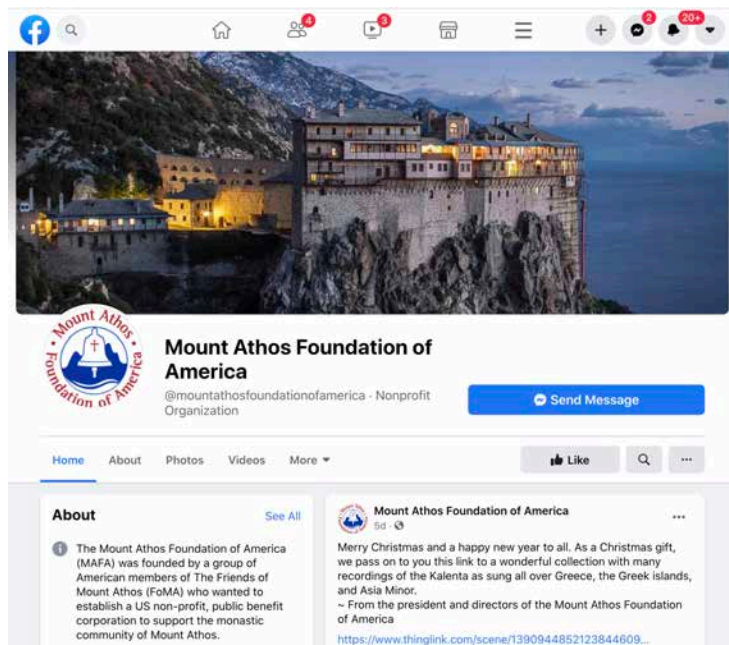 4
3
2
20+
Mount Athos
Foundation of America
Mount Athos Foundation of
America
@mountathosfoundationofamerica · Nonprofit
Organization
Send Message
Home About Photos Videos More
Like
About
See All
The Mount Athos Foundation of America
(MAFA) was founded by a group of
American members of The Friends of
Mount Athos (FoMA) who wanted to
establish a US non-profit, public benefit
corporation to support the monastic
community of Mount Athos.
Mount Athos Foundation of America
5d ·
Merry Christmas and a happy new year to all. As a Christmas gift,
we pass on to you this link to a wonderful collection with many
recordings of the Kalenta as sung all over Greece, the Greek islands,
and Asia Minor.
~ From the president and directors of the Mount Athos Foundation
of America
https://www.thinglink.com/scene/1390944852123844609...